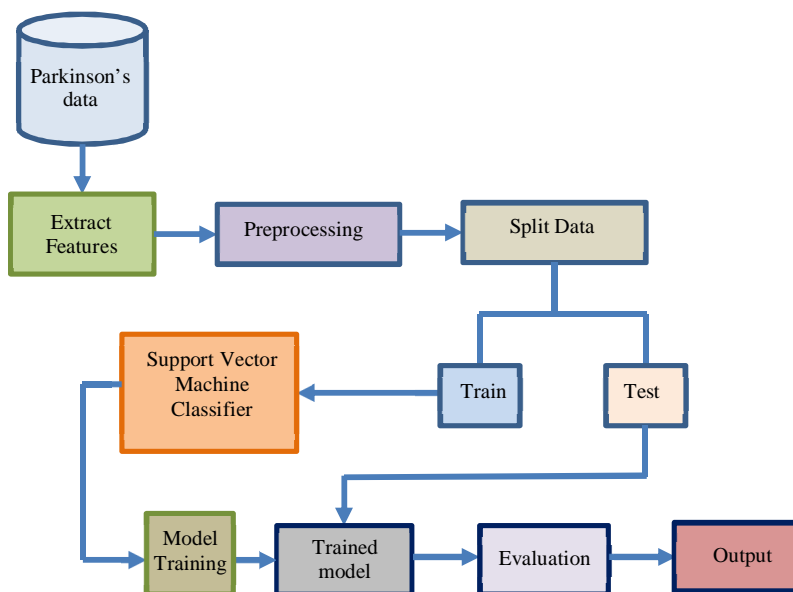 Parkinson's
data
Extract
Features
Preprocessing
Split Data
Support Vector
Machine
Classifier
Train
Test
Model
Training
Trained
model
Evaluation
Output